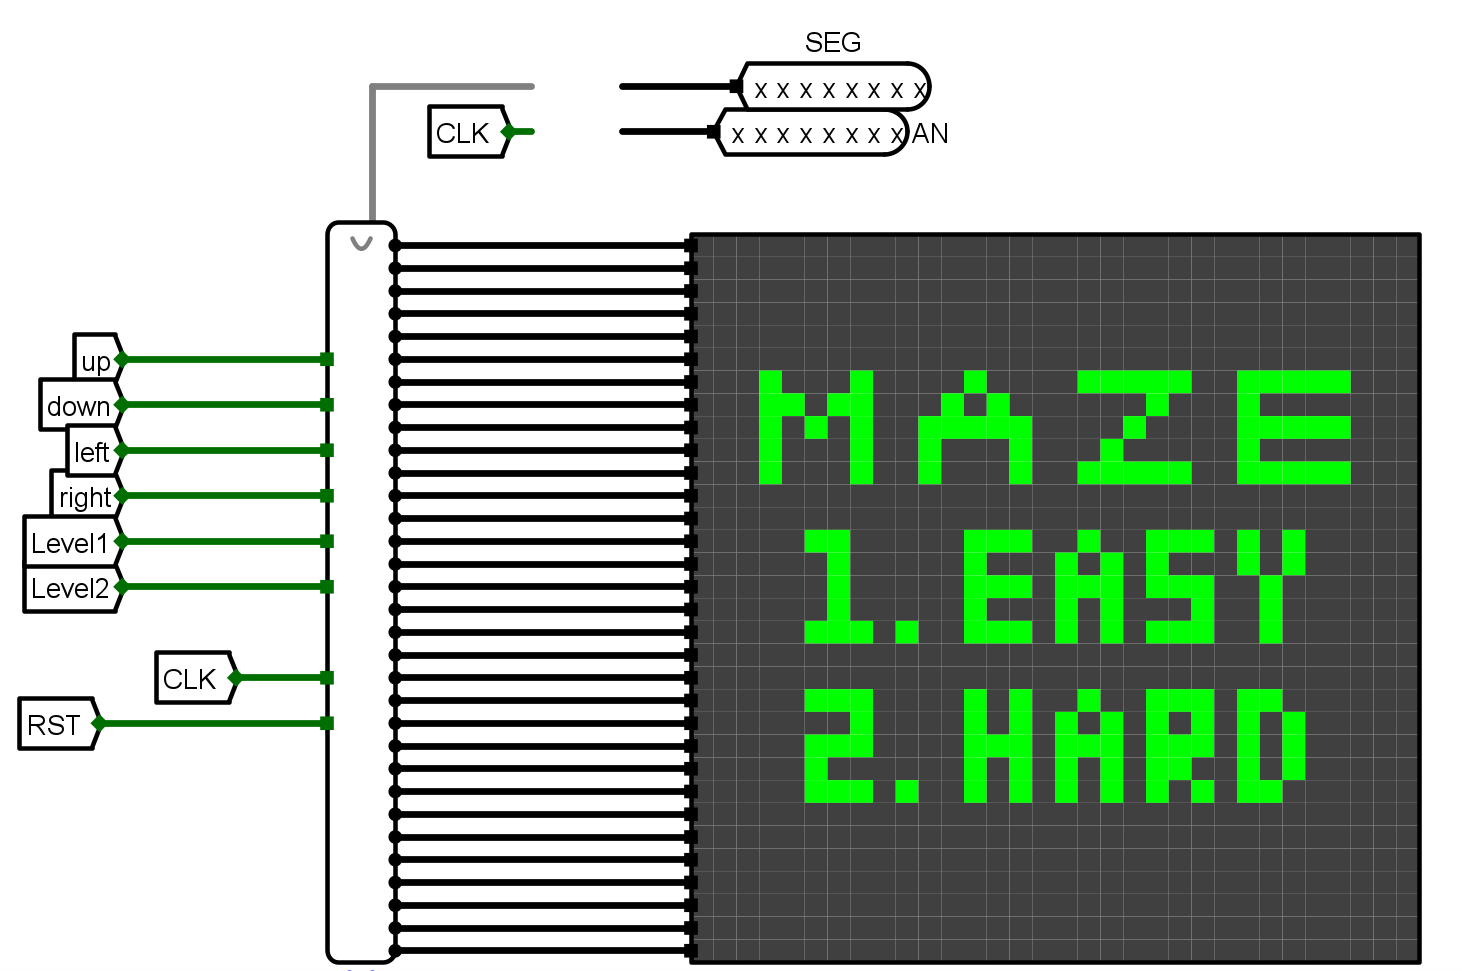 SEG
x x x x x x x x
CLK
x x x x x x x x AN
up
down
left
right
Level1
Level2
CLK
RST
MAZE
1. EASY
2. HARD